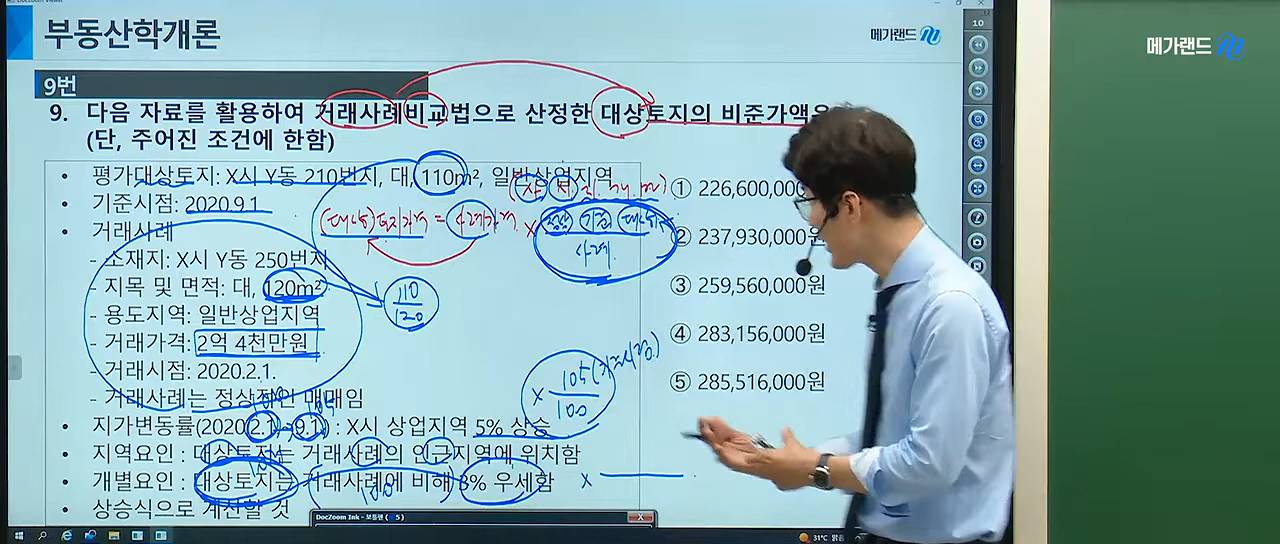 DocZoom Viewer
부동산학개론
메가랜드
10
메가랜드
9번
9. 다음 자료를 활용하여 거래사례비교법으로 산정한 대상토지의 비준가액은
(단, 주어진 조건에 한함)
• 평가대상토지: X시 Y동 210번지, 대, 110m², 일반상업지역
• 기준시점: 2020.9.1
• 거래사례
- 소재지: X시 Y동 250번지
- 지목 및 면적: 대, 120m²
- 용도지역: 일반상업지역
- 거래가격: 2억 4천만원
- 거래시점: 2020.2.1.
- 거래사례는 정상적인 매매임
• 지가변동률(2020.2.1~9.1) : X시 상업지역 5% 상승
• 지역요인 : 대상토지는 거래사례의 인근지역에 위치함
• 개별요인 : 대상토지는 거래사례에 비해 3% 우세함
• 상승식으로 계산할 것
① 226,600,000
② 237,930,000원
③ 259,560,000원
④ 283,156,000원
⑤ 285,516,000원
×
사례
110
120
× 105
100
100
×
DocZoom Ink - 보통펜
31°C 맑음